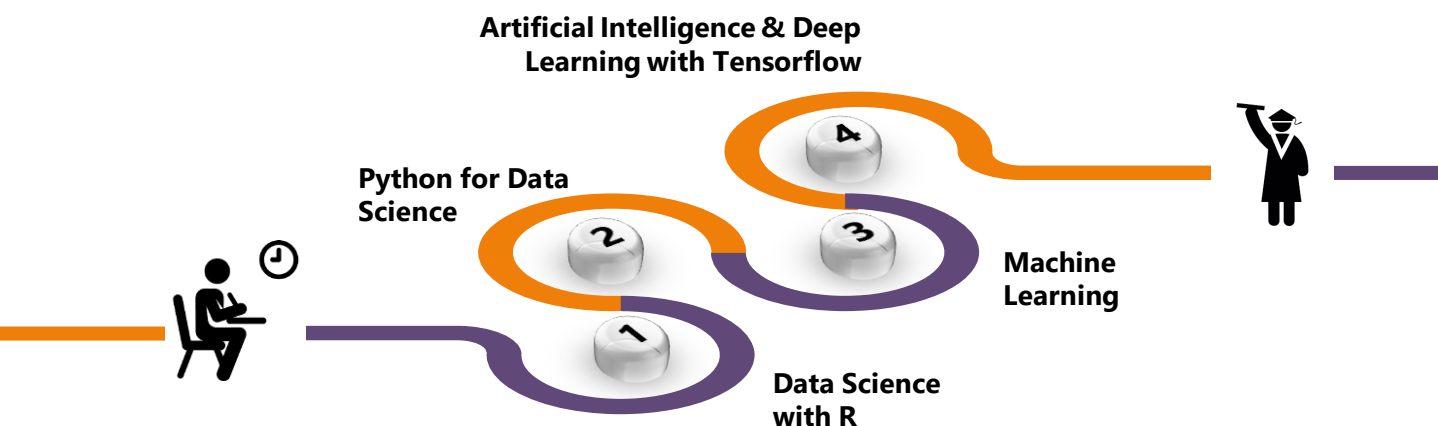 Artificial Intelligence & Deep
Learning with Tensorflow
4
Python for Data
Science
2
3
Machine
Learning
1
Data Science
with R